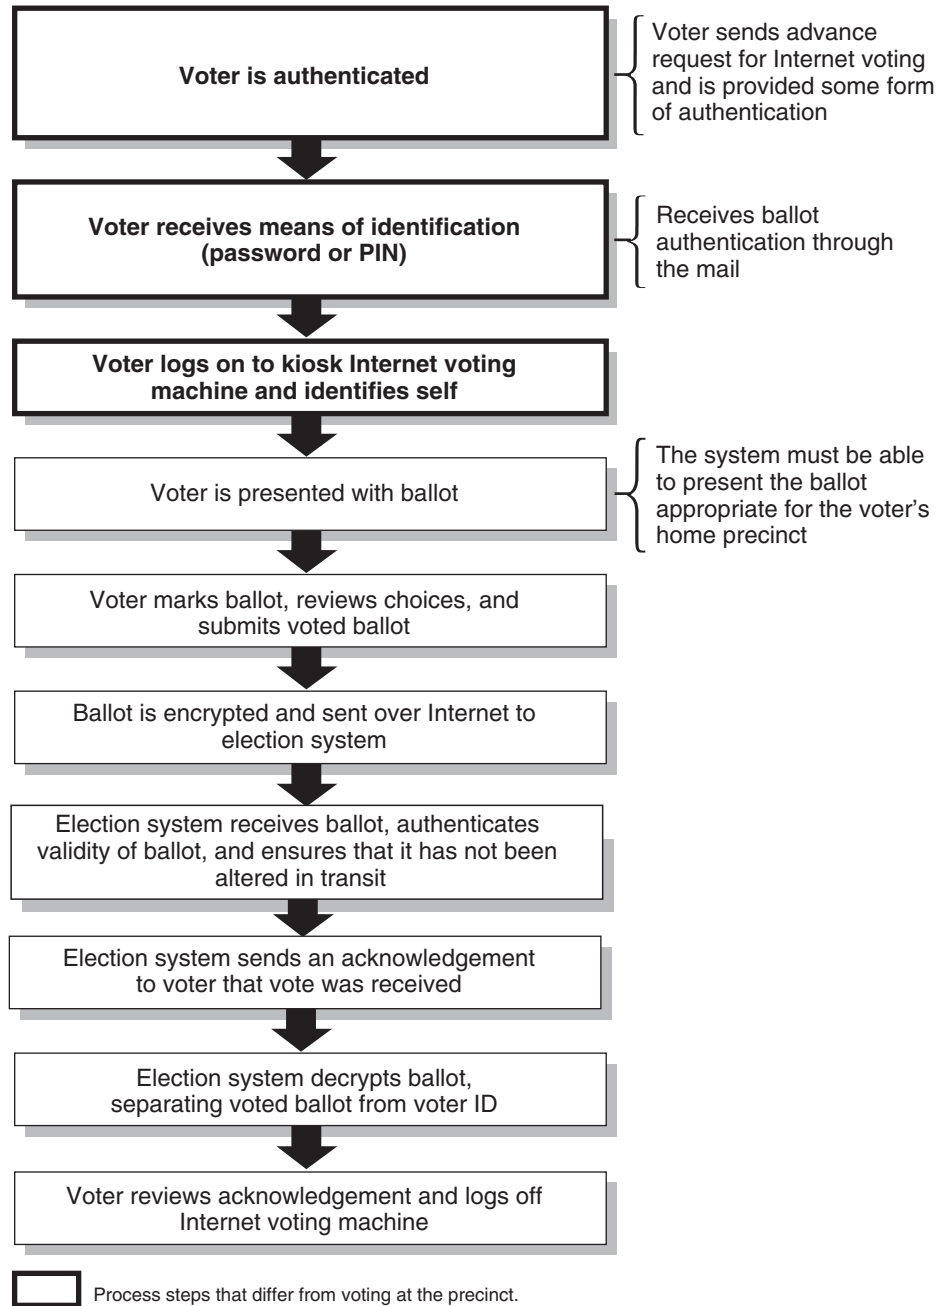 Voter is authenticated
Voter sends advance
request for Internet voting
and is provided some form
of authentication
Voter receives means of identification
(password or PIN)
Receives ballot
authentication through
the mail
Voter logs on to kiosk Internet voting
machine and identifies self
Voter is presented with ballot
The system must be able
to present the ballot
appropriate for the voter's
home precinct
Voter marks ballot, reviews choices, and
submits voted ballot
Ballot is encrypted and sent over Internet to
election system
Election system receives ballot, authenticates
validity of ballot, and ensures that it has not been
altered in transit
Election system sends an acknowledgement
to voter that vote was received
Election system decrypts ballot,
separating voted ballot from voter ID
Voter reviews acknowledgement and logs off
Internet voting machine
Process steps that differ from voting at the precinct.